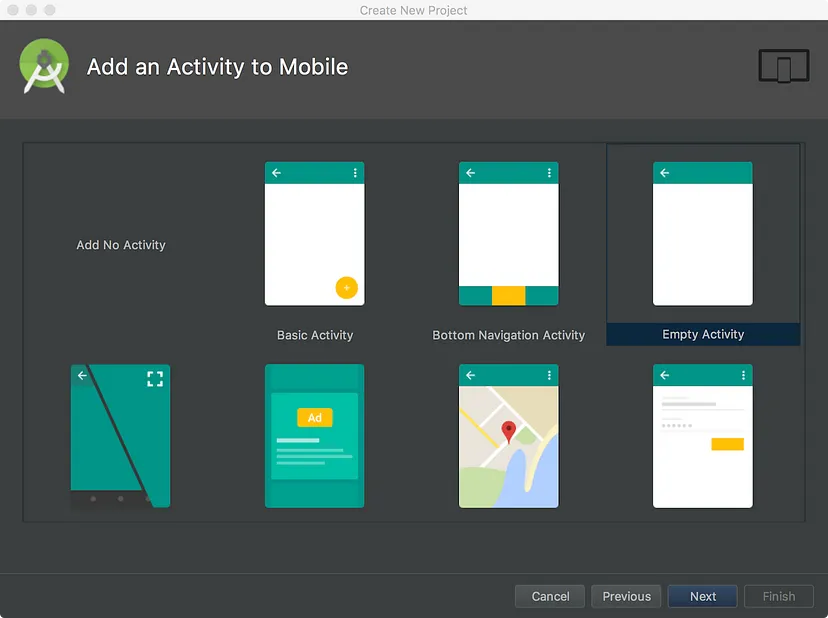 Create New Project
Add an Activity to Mobile
Add No Activity
Basic Activity
Bottom Navigation Activity
Empty Activity
Ad
Cancel
Previous
Next
Finish